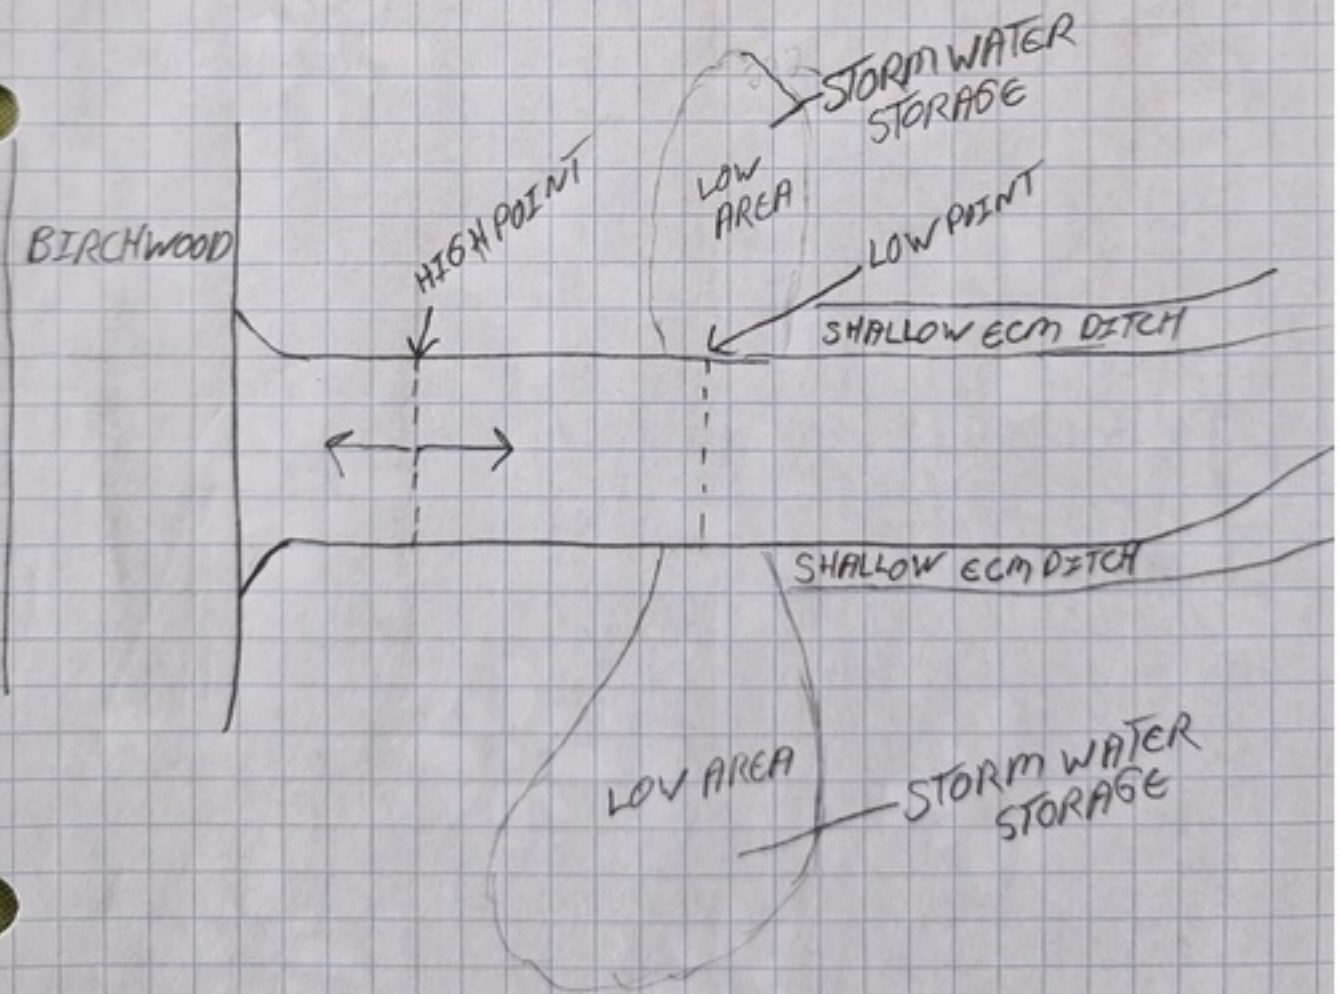 STORM WATER
STORAGE
LOW
AREA
HIGH POINT
LOW POINT
BIRCHWOOD
SHALLOW ECM DITCH
SHALLOW ECM DITCH
LOW AREA
STORM WATER
STORAGE